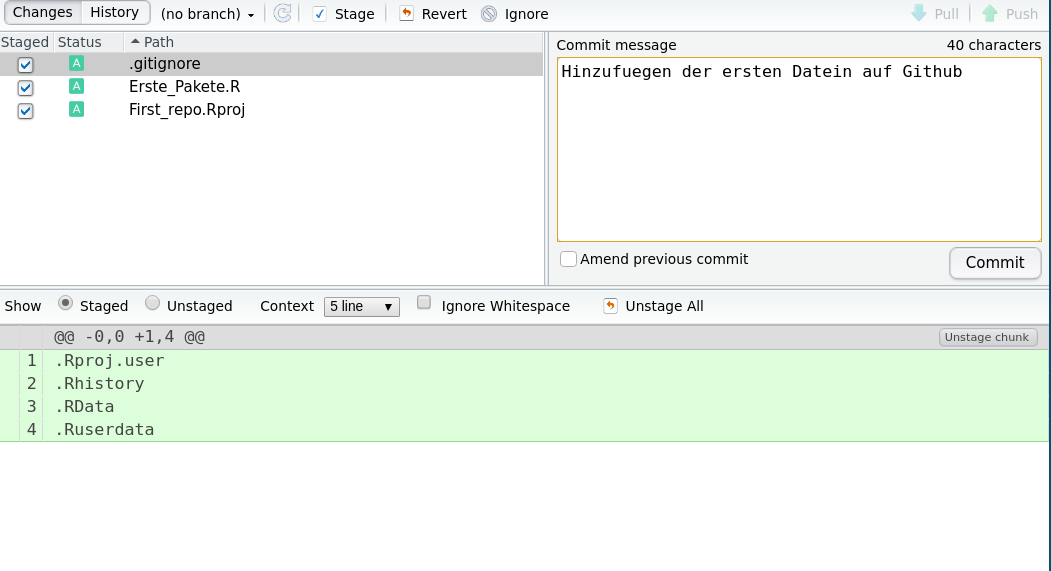 Changes History (no branch) Stage Revert Ignore Pull Push
Staged Status Path
A .gitignore
A Erste_Pakete.R
A First_repo.Rproj
Commit message 40 characters
Hinzufuegen der ersten Datein auf Github
Amend previous commit Commit
Show Staged Unstaged Context 5 line Ignore Whitespace Unstage All
@@ -0,0 +1,4 @@ Unstage chunk
1 .Rproj.user
2 .Rhistory
3 .RData
4 .Ruserdata